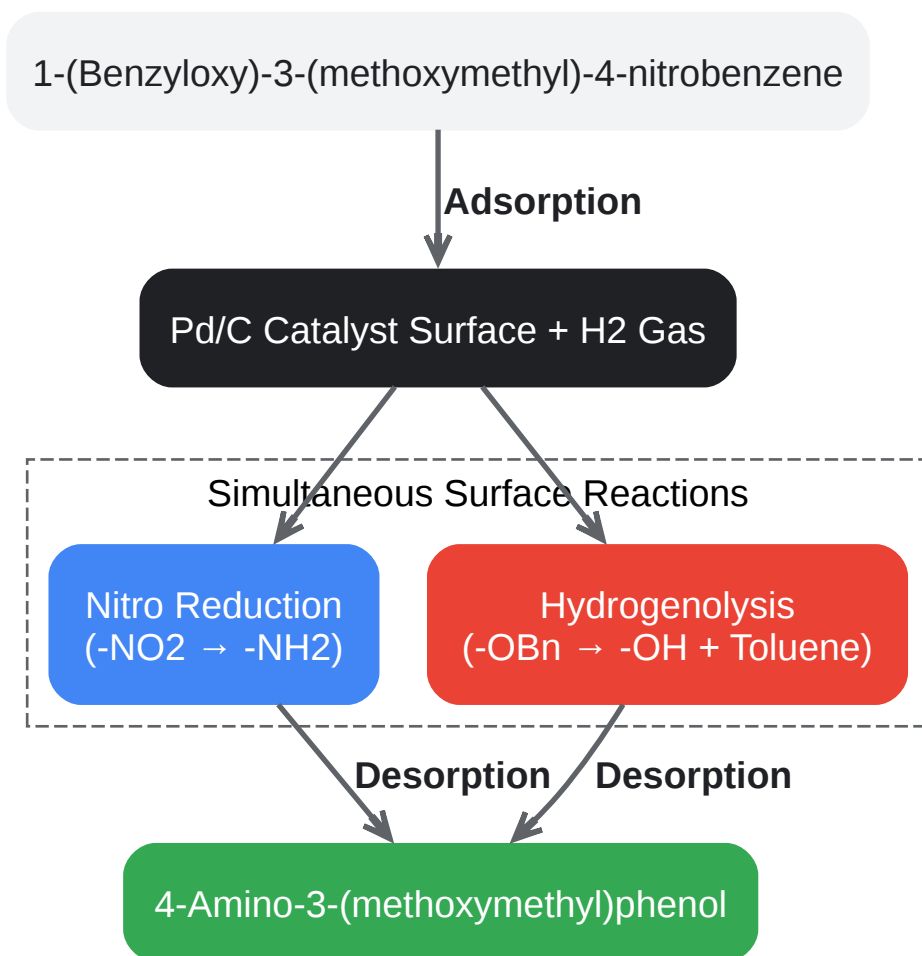 1-(Benzyloxy)-3-(methoxymethyl)-4-nitrobenzene
Adsorption
Pd/C Catalyst Surface + H2 Gas
Simultaneous Surface Reactions
Nitro Reduction
(-NO2 → -NH2)
Hydrogenolysis
(-OBn → -OH + Toluene)
Desorption
Desorption
4-Amino-3-(methoxymethyl)phenol